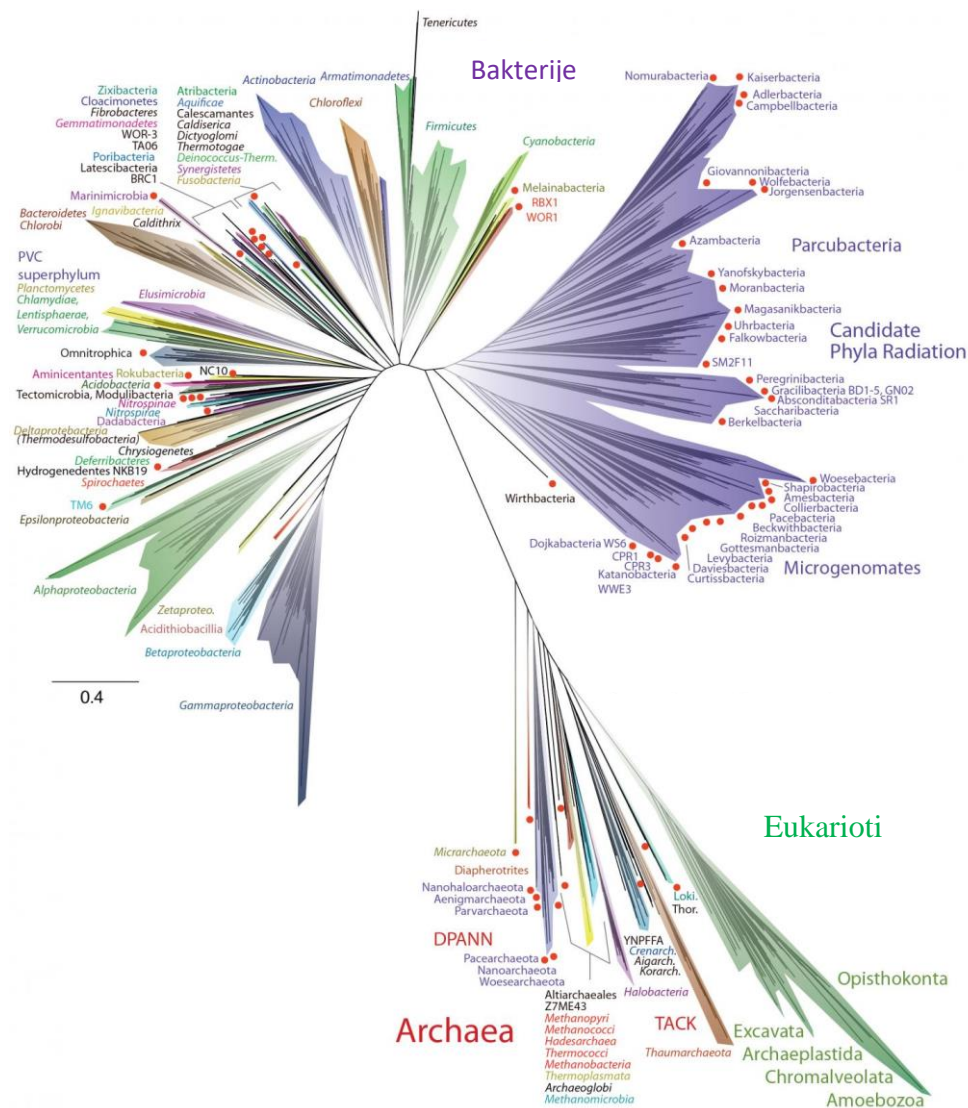 Tenericutes
Bakterije
Zixibacteria
Cloacimonetes
Fibrobacteres
Gemmatimonadetes
WOR-3
TA06
Poribacteria
Latescibacteria
BRC1
Atribacteria
Aquificae
Calescamantes
Caldiserica
Dictyoglomi
Thermotogae
Deinococcus-Therm.
Synergistetes
Fusobacteria
Actinobacteria
Armatimonadetes
Chloroflexi
Firmicutes
Cyanobacteria
Melainabacteria
RBX1
WOR1
Nomurabacteria
Kaiserbacteria
Adlerbacteria
Campbellbacteria
Giovannonibacteria
Wolfebacteria
Jorgensenbacteria
Azambacteria
Parcubacteria
Yanofskybacteria
Moranbacteria
Magasanikbacteria
Uhrbacteria
Falkowbacteria
Candidate
Phyla Radiation
SM2F11
Peregrinibacteria
Gracilibacteria BD1-5, GN02
Absconditabacteria SR1
Saccharibacteria
Berkelbacteria
Marinimicrobia
Bacteroidetes
Chlorobi
Ignavibacteria
Caldithrix
PVC
superphylum
Planctomycetes
Chlamydiae,
Lentisphaerae,
Verrucomicrobia
Elusimicrobia
Omnitrophica
Aminicentantes
Rokubacteria
NC10
Acidobacteria
Tectomicrobia, Modulibacteria
Nitrospinae
Nitrospirae
Dadabacteria
Deltaprotebacteria
(Thermodesulfobacteria)
Chrysiogenetes
Deferribacteres
Hydrogenedentes NKB19
Spirochaetes
TM6
Epsilonproteobacteria
Wirthbacteria
Woesebacteria
Shapirobacteria
Amesbacteria
Collierbacteria
Pacebacteria
Beckwithbacteria
Roizmanbacteria
Gottesmanbacteria
Levybacteria
Daviesbacteria
Curtissbacteria
Dojkabacteria WS6
CPR1
CPR3
Katanobacteria
WWE3
Microgenomates
Alphaproteobacteria
Zetaproteo.
Acidithiobacillia
Betaproteobacteria
0.4
Gammaproteobacteria
Eukarioti
Micrarchaeota
Diapherotrites
Nanohaloarchaeota
Aenigmarchaeota
Parvarchaeota
DPANN
Pacearchaeota
Nanoarchaeota
Woesearchaeota
Loki.
Thor.
YNPFFA
Crenarch.
Aigarch.
Korarch.
Halobacteria
Archaea
Altiarchaeales
Z7ME43
Methanopyri
Methanococci
Hadesarchaea
Thermococci
Methanobacteria
Thermoplasmata
Archaeoglobi
Methanomicrobia
TACK
Thaumarchaeota
Opisthokonta
Excavata
Archaeplastida
Chromalveolata
Amoebozoa